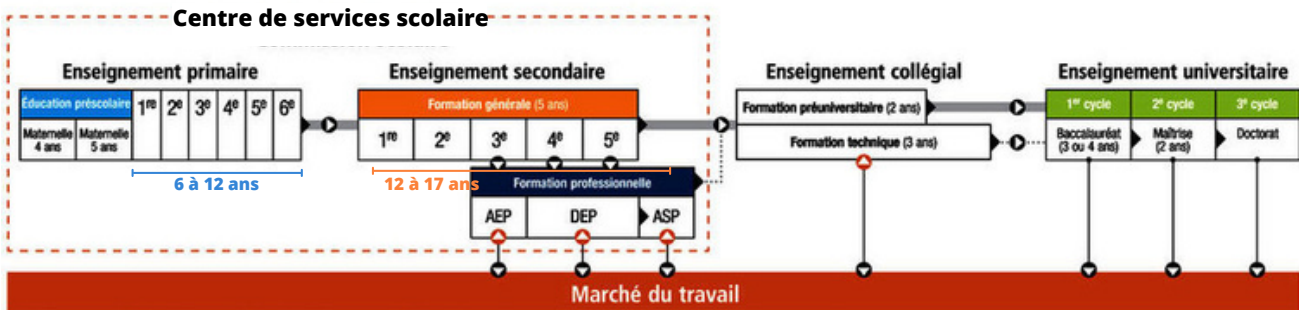 Centre de services scolaire
Enseignement primaire
Enseignement secondaire
Enseignement collégial
Enseignement universitaire
Éducation préscolaire
1re 2e 3e 4e 5e 6e
Maternelle
4 ans
Maternelle
5 ans
6 à 12 ans
Formation générale (5 ans)
1re 2e 3e 4e 5e
12 à 17 ans
Formation professionnelle
AEP DEP ASP
Formation préuniversitaire (2 ans)
Formation technique (3 ans)
1er cycle 2e cycle 3e cycle
Baccalauréat
(3 ou 4 ans)
Maîtrise
(2 ans)
Doctorat
Marché du travail